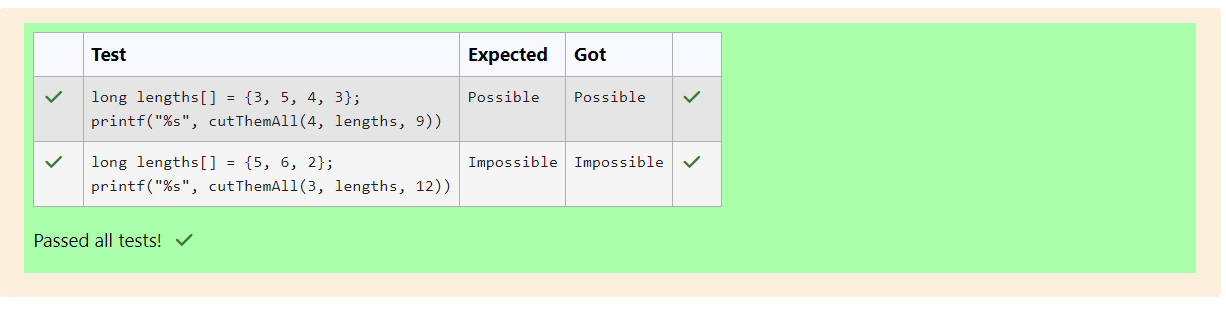 Test Expected Got
long lengths[] = {3, 5, 4, 3}; Possible Possible
printf("%s", cutThemAll(4, lengths, 9))
long lengths[] = {5, 6, 2}; Impossible Impossible
printf("%s", cutThemAll(3, lengths, 12))
Passed all tests!